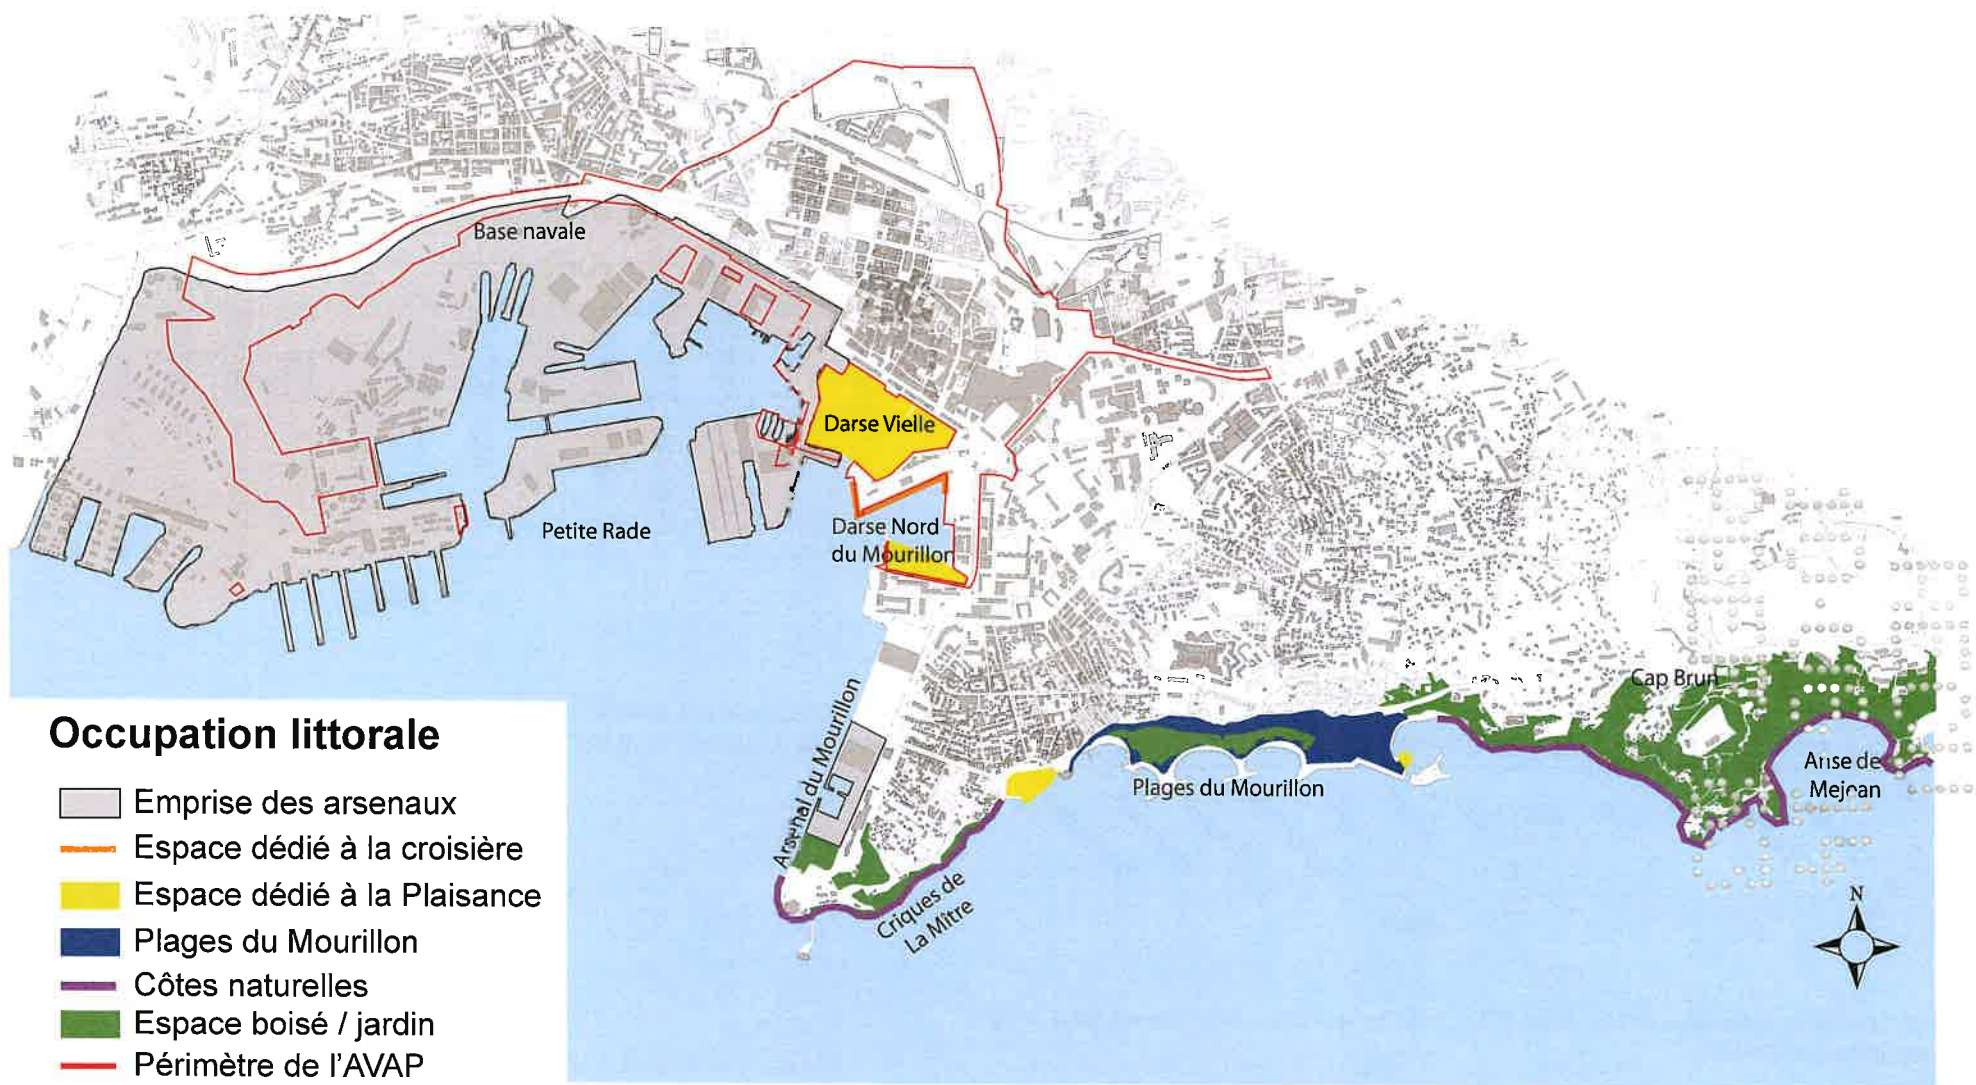 Base navale
Darse Vielle
Petite Rade
Darse Nord
du Mourillon
Cap Brun
Arsenal du Mourillon
Plages du Mourillon
Anse de
Mejean
Criques de
La Mître
N
Occupation littorale
Emprise des arsenaux
Espace dédié à la croisière
Espace dédié à la Plaisance
Plages du Mourillon
Côtes naturelles
Espace boisé / jardin
Périmètre de l'AVAP